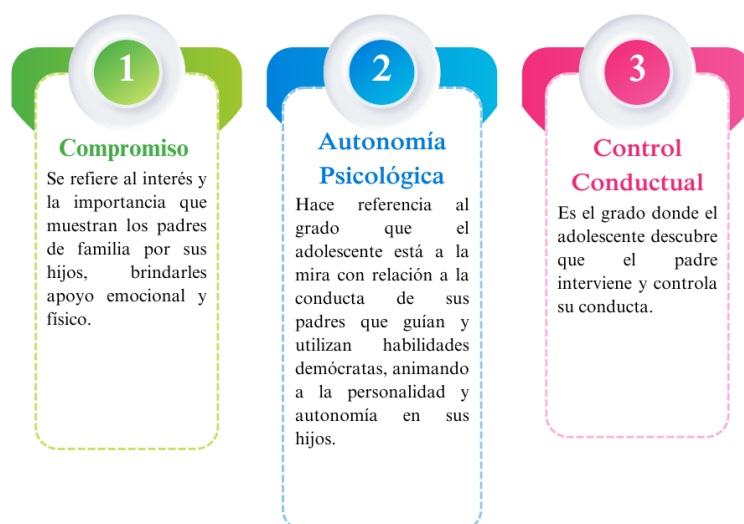 1
Compromiso
Se refiere al interés y
la importancia que
muestran los padres
de familia por sus
hijos, brindarles
apoyo emocional y
físico.
2
Autonomía
Psicológica
Hace referencia al
grado que el
adolescente está a la
mira con relación a la
conducta de sus
padres que guían y
utilizan habilidades
demócratas, animando
a la personalidad y
autonomía en sus
hijos.
3
Control
Conductual
Es el grado donde el
adolescente descubre
que el padre
interviene y controla
su conducta.